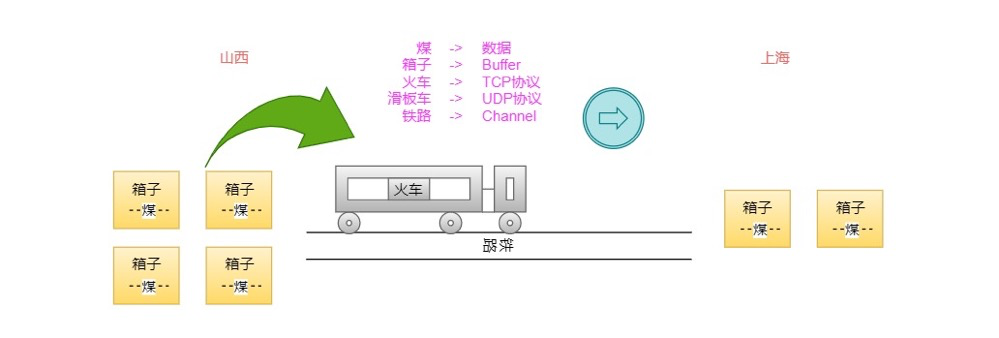 山西
煤 -> 数据
箱子 -> Buffer
火车 -> TCP协议
滑板车 -> UDP协议
铁路 -> Channel
上海
箱子
--煤--
箱子
--煤--
火车
铁路
箱子
--煤--
箱子
--煤--
箱子
--煤--
箱子
--煤--